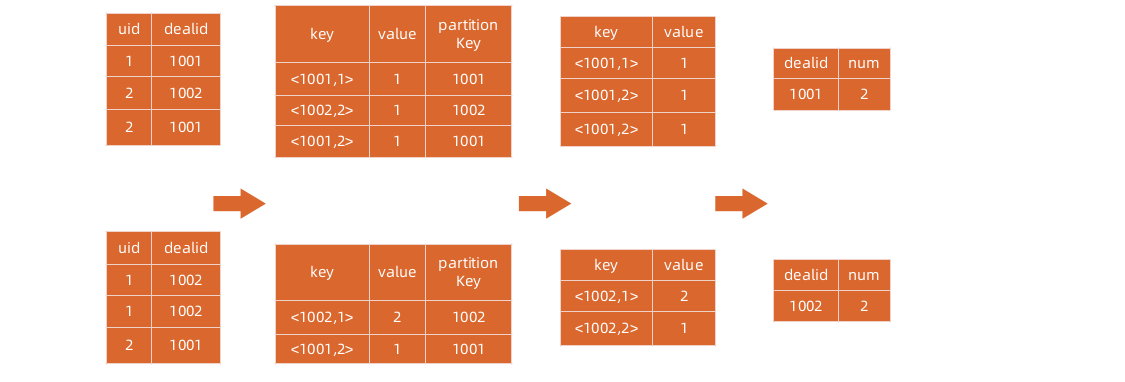 uid dealid
1 1001
2 1002
2 1001
key value partition
Key
<1001,1> 1 1001
<1002,2> 1 1002
<1001,2> 1 1001
key value
<1001,1> 1
<1001,2> 1
<1001,2> 1
dealid num
1001 2
uid dealid
1 1002
1 1002
2 1001
key value partition
Key
<1002,1> 2 1002
<1001,2> 1 1001
key value
<1002,1> 2
<1002,2> 1
dealid num
1002 2